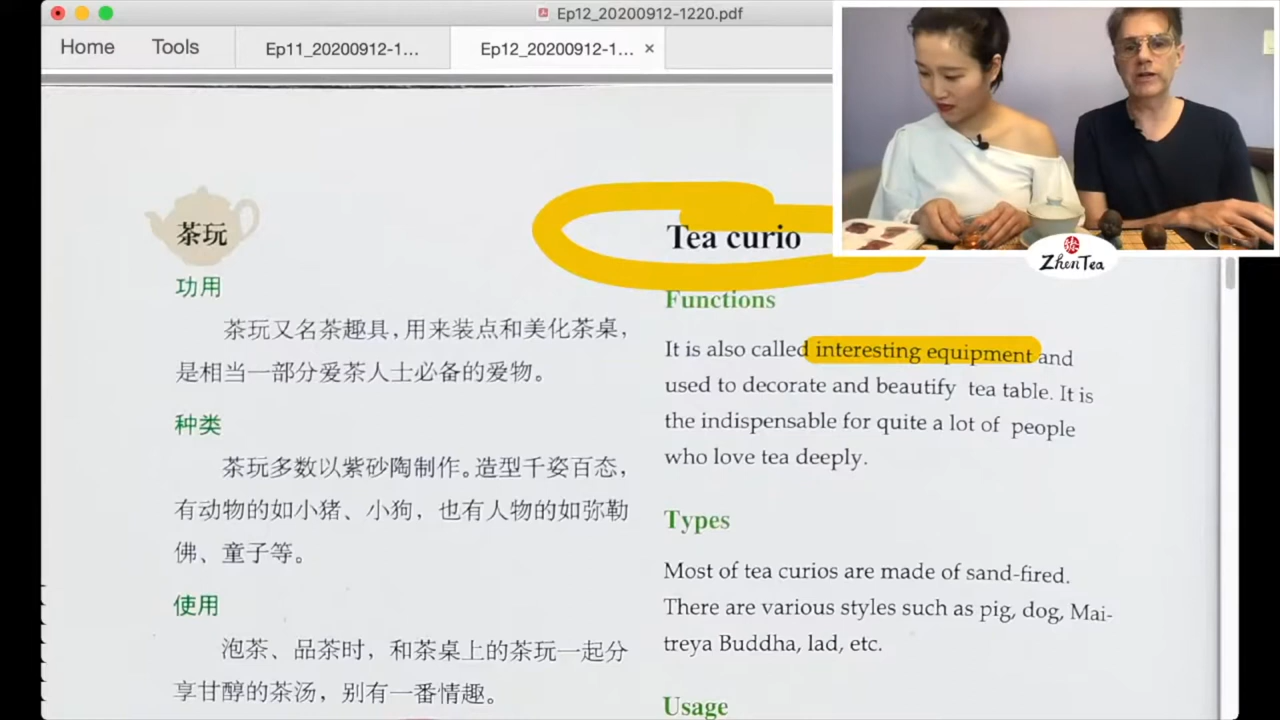 Ep12_20200912-1220.pdf
Home
Tools
Ep11_20200912-1...
Ep12_20200912-1...
×
珍
ZhenTea
茶玩
功用
茶玩又名茶趣具，用来装点和美化茶桌，
是相当一部分爱茶人士必备的爱物。
种类
茶玩多数以紫砂陶制作。造型千姿百态，
有动物的如小猪、小狗，也有人物的如弥勒
佛、童子等。
使用
泡茶、品茶时，和茶桌上的茶玩一起分
享甘醇的茶汤，别有一番情趣。
Tea curio
Functions
It is also called interesting equipment and
used to decorate and beautify tea table. It is
the indispensable for quite a lot of people
who love tea deeply.
Types
Most of tea curios are made of sand-fired.
There are various styles such as pig, dog, Mai-
treya Buddha, lad, etc.
Usage